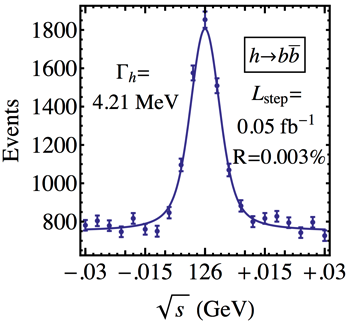 1800
1600
1400
1200
1000
800
Events
Γh=
4.21 MeV
h→bb̄
Lstep=
0.05 fb⁻¹
R=0.003%
−.03 −.015 126 +.015 +.03
√s (GeV)